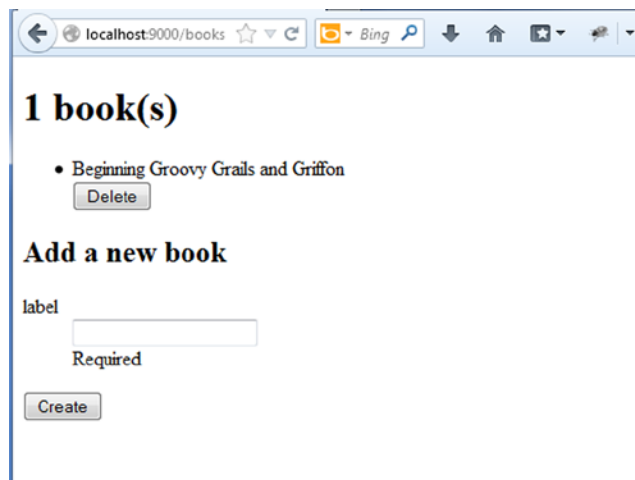 localhost:9000/books
Bing
1 book(s)
Beginning Groovy Grails and Griffon
Delete
Add a new book
label
Required
Create